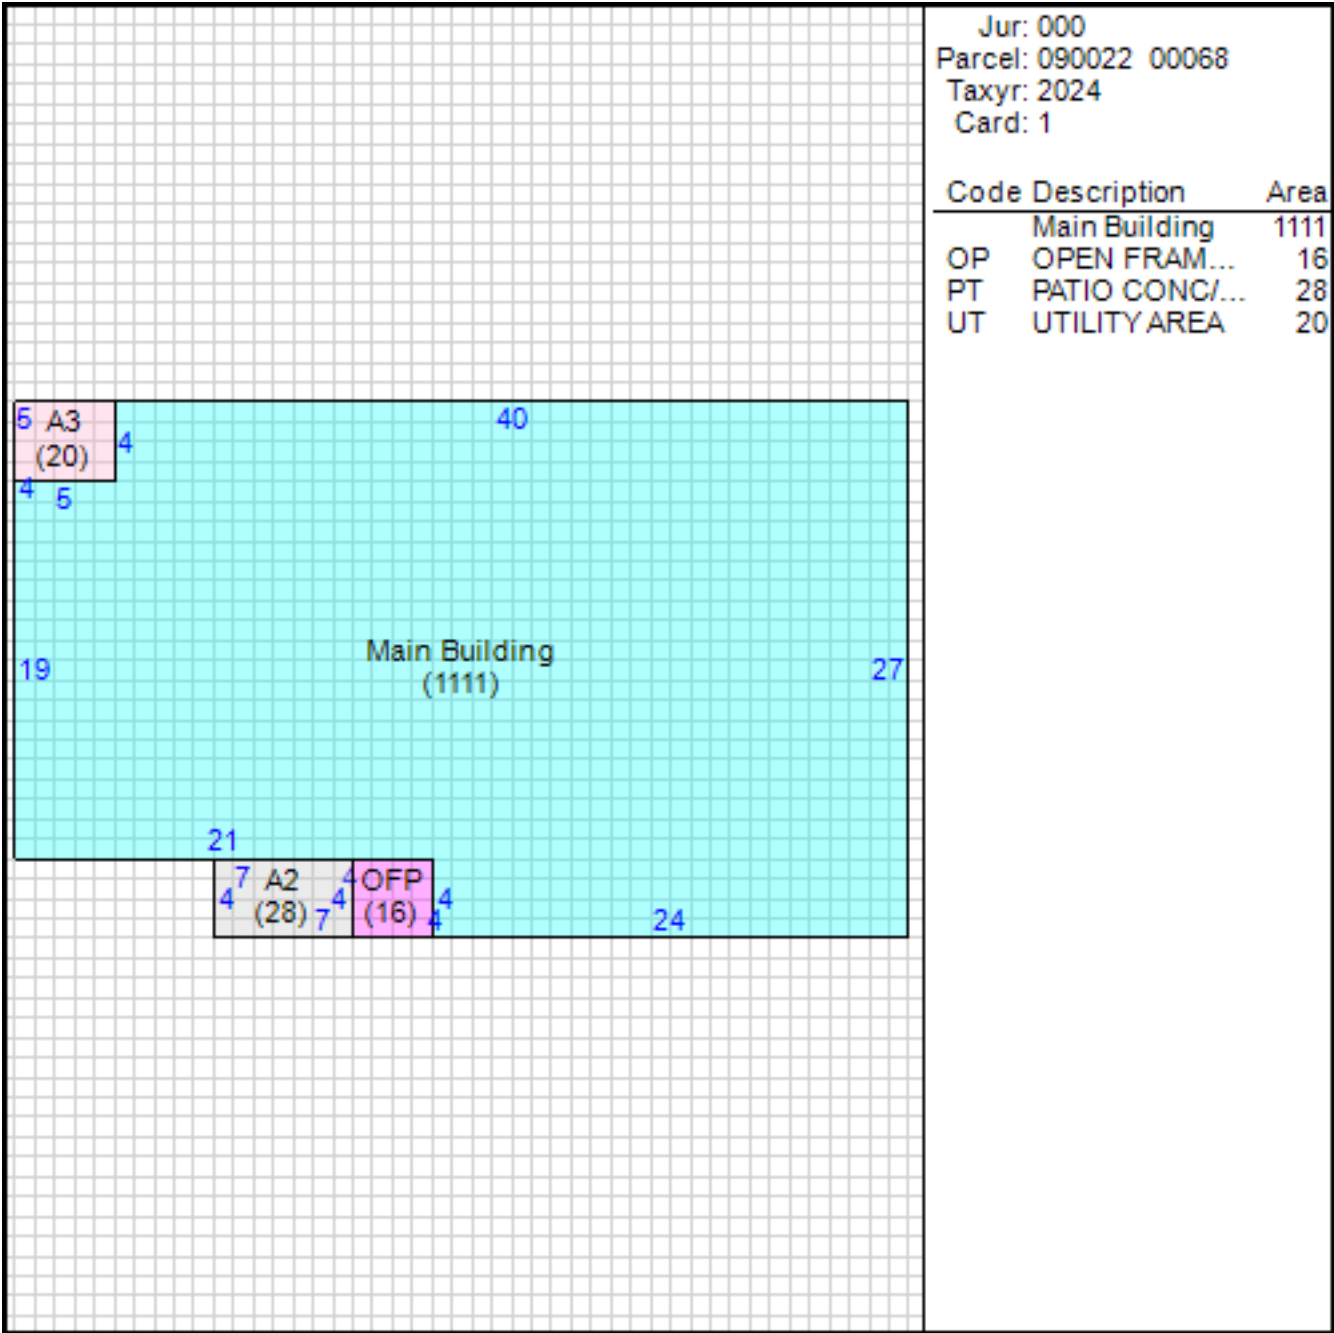 Jur: 000
Parcel: 090022 00068
Taxyr: 2024
Card: 1
Code Description Area
Main Building 1111
OP OPEN FRAM... 16
PT PATIO CONC/... 28
UT UTILITY AREA 20
5 A3 40
(20) 4
4 5
Main Building
19 (1111) 27
21
7 A2 4 OFP
4 (28) 7 4 (16) 4 4 24